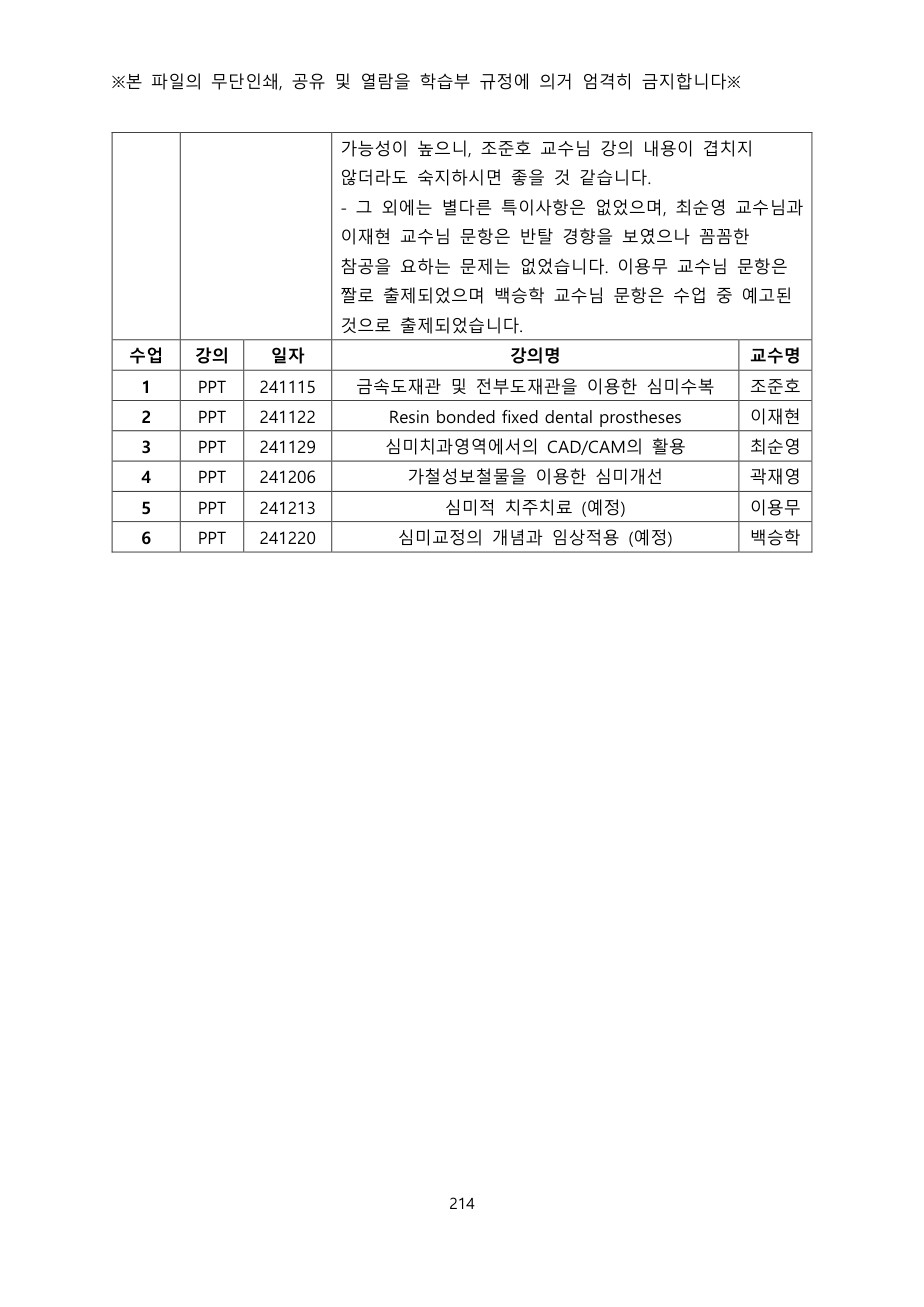 ※본 파일의 무단인쇄, 공유 및 열람을 학습부 규정에 의거 엄격히 금지합니다※
가능성이 높으니, 조준호 교수님 강의 내용이 겹치지
않더라도 숙지하시면 좋을 것 같습니다.
- 그 외에는 별다른 특이사항은 없었으며, 최순영 교수님과
이재현 교수님 문항은 반탈 경향을 보였으나 꼼꼼한
참공을 요하는 문제는 없었습니다. 이용무 교수님 문항은
짤로 출제되었으며 백승학 교수님 문항은 수업 중 예고된
것으로 출제되었습니다.
수업 강의 일자 강의명 교수명
1 PPT 241115 금속도재관 및 전부도재관을 이용한 심미수복 조준호
2 PPT 241122 Resin bonded fixed dental prostheses 이재현
3 PPT 241129 심미치과영역에서의 CAD/CAM의 활용 최순영
4 PPT 241206 가철성보철물을 이용한 심미개선 곽재영
5 PPT 241213 심미적 치주치료 (예정) 이용무
6 PPT 241220 심미교정의 개념과 임상적용 (예정) 백승학
214